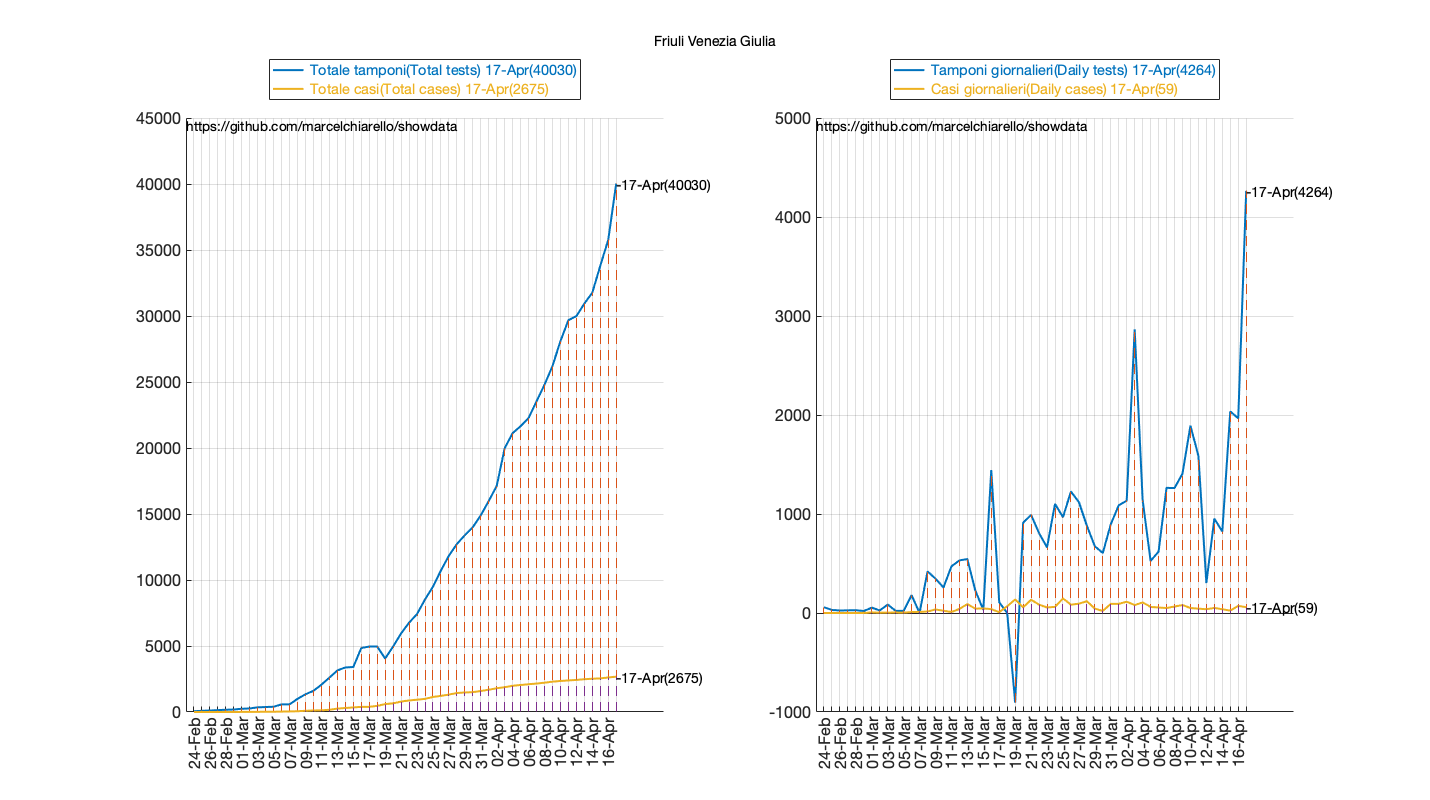 Friuli Venezia Giulia
Totale tamponi(Total tests) 17-Apr(40030)
Totale casi(Total cases) 17-Apr(2675)
https://github.com/marcelchiarello/showdata
45000
40000
35000
30000
25000
20000
15000
10000
5000
0
17-Apr(40030)
17-Apr(2675)
24-Feb
26-Feb
28-Feb
01-Mar
03-Mar
05-Mar
07-Mar
09-Mar
11-Mar
13-Mar
15-Mar
17-Mar
19-Mar
21-Mar
23-Mar
25-Mar
27-Mar
29-Mar
31-Mar
02-Apr
04-Apr
06-Apr
08-Apr
10-Apr
12-Apr
14-Apr
16-Apr
Tamponi giornalieri(Daily tests) 17-Apr(4264)
Casi giornalieri(Daily cases) 17-Apr(59)
https://github.com/marcelchiarello/showdata
5000
4000
3000
2000
1000
0
-1000
17-Apr(4264)
17-Apr(59)
24-Feb
26-Feb
28-Feb
01-Mar
03-Mar
05-Mar
07-Mar
09-Mar
11-Mar
13-Mar
15-Mar
17-Mar
19-Mar
21-Mar
23-Mar
25-Mar
27-Mar
29-Mar
31-Mar
02-Apr
04-Apr
06-Apr
08-Apr
10-Apr
12-Apr
14-Apr
16-Apr